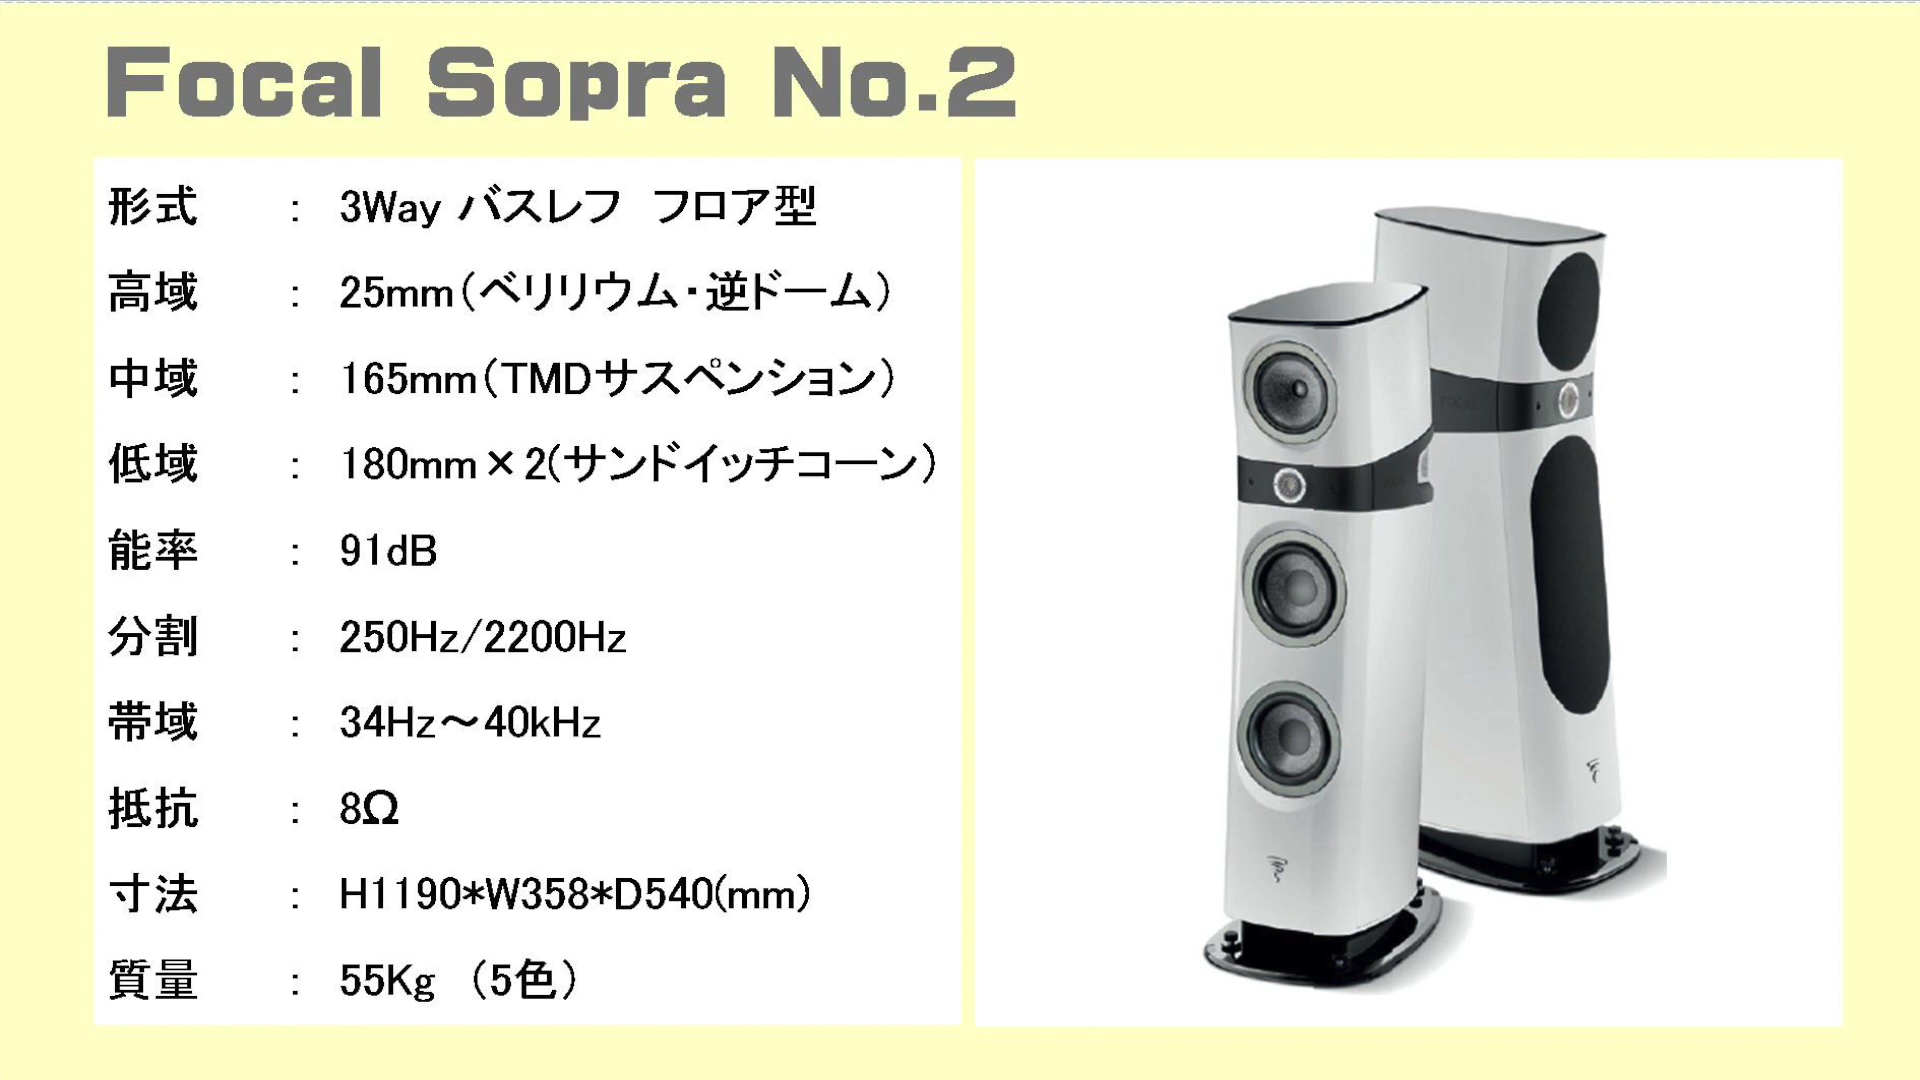 Focal Sopra No.2
形式 : 3Way バスレフ フロア型
高域 : 25mm(ベリリウム・逆ドーム)
中域 : 165mm(TMDサスペンション)
低域 : 180mm×2(サンドイッチコーン)
能率 : 91dB
分割 : 250Hz/2200Hz
帯域 : 34Hz～40kHz
抵抗 : 8Ω
寸法 : H1190*W358*D540(mm)
質量 : 55Kg (5色)
FOCAL